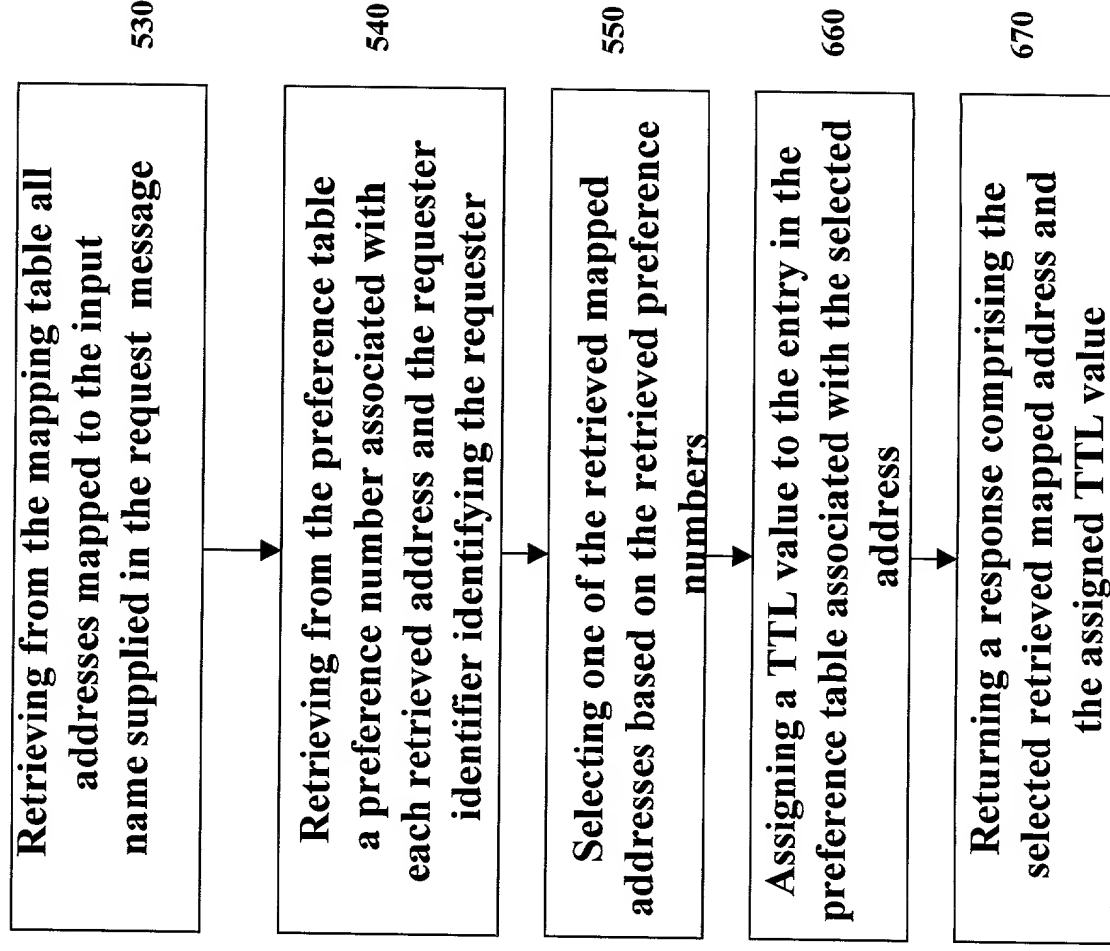 530
Retrieving from the mapping table all
addresses mapped to the input
name supplied in the request message
540
Retrieving from the preference table
a preference number associated with
each retrieved address and the requester
identifier identifying the requester
550
Selecting one of the retrieved mapped
addresses based on the retrieved preference
numbers
660
Assigning a TTL value to the entry in the
preference table associated with the selected
address
670
Returning a response comprising the
selected retrieved mapped address and
the assigned TTL value